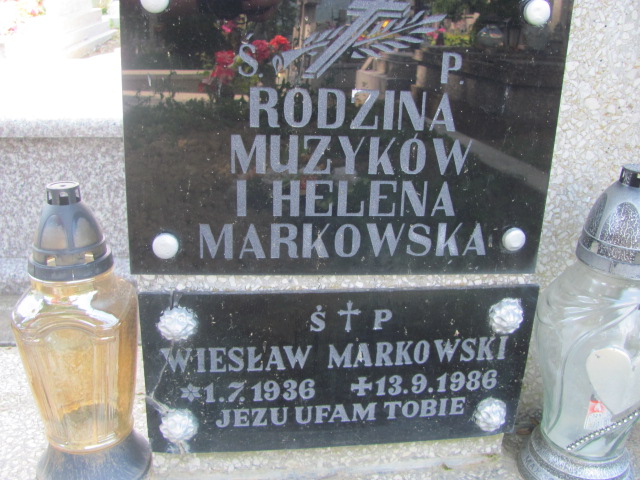 Ś P
RODZINA
MUZYKÓW
I HELENA
MARKOWSKA
Ś✝P
WIESŁAW MARKOWSKI
*1.7.1936 ✝13.9.1986
JEZU UFAM TOBIE